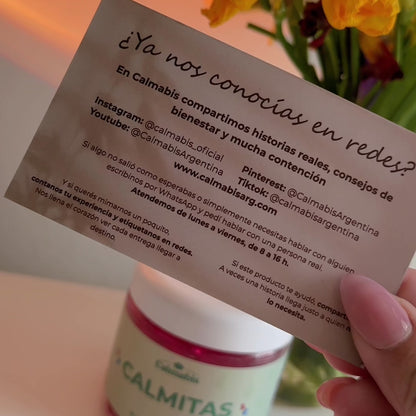 ¿Ya nos conocías en redes?
En Calmabis compartimos historias reales, consejos de
bienestar y mucha contención
Instagram: @calmabis_oficial
Youtube: @CalmabisArgentina
Pinterest: @CalmabisArgentina
Tiktok: @calmabisargentina
www.calmabisarg.com
Si algo no salió como esperabas o simplemente necesitas hablar con alguien
escribinos por WhatsApp y pedí hablar con una persona real.
Atendemos de lunes a viernes, de 8 a 16 h.
Y si querés mimarnos un poquito,
contanos tu experiencia y etiquetanos en redes.
Nos llena el corazón ver cada entrega llegar a
destino.
Si este producto te ayudó,
A veces una historia llega justo a quien
lo necesita.
Calmabis
CALMITAS